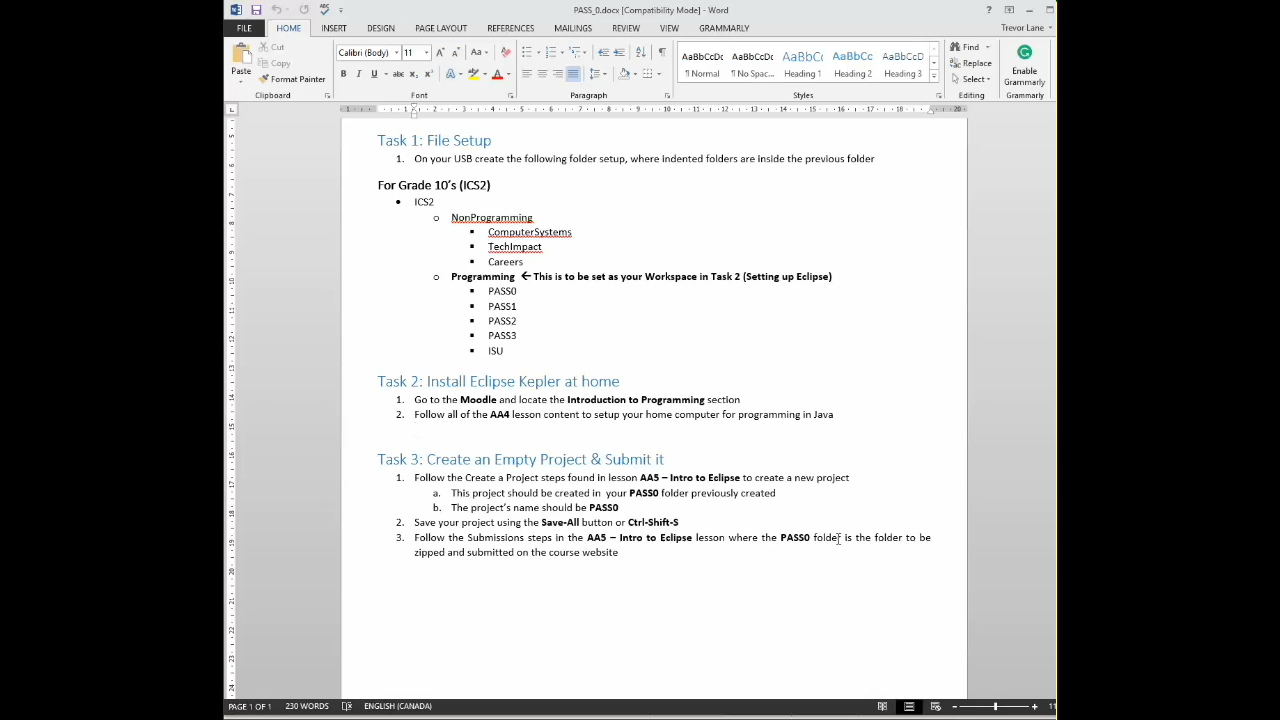 PASS_0.docx [Compatibility Mode] - Word
FILE HOME INSERT DESIGN PAGE LAYOUT REFERENCES MAILINGS REVIEW VIEW GRAMMARLY Trevor Lane
Paste Cut Copy Format Painter
Calibri (Body) 11
AaBbCcDc AaBbCcDc AaBbCc AaBbCc AaBbCcD
¶ Normal ¶ No Spac... Heading 1 Heading 2 Heading 3
Find Replace Select Enable Grammarly
Clipboard Font Paragraph Styles Editing Grammarly
Task 1: File Setup
1. On your USB create the following folder setup, where indented folders are inside the previous folder
For Grade 10's (ICS2)
• ICS2
o NonProgramming
▪ ComputerSystems
▪ TechImpact
▪ Careers
o Programming ← This is to be set as your Workspace in Task 2 (Setting up Eclipse)
▪ PASS0
▪ PASS1
▪ PASS2
▪ PASS3
▪ ISU
Task 2: Install Eclipse Kepler at home
1. Go to the Moodle and locate the Introduction to Programming section
2. Follow all of the AA4 lesson content to setup your home computer for programming in Java
Task 3: Create an Empty Project & Submit it
1. Follow the Create a Project steps found in lesson AA5 – Intro to Eclipse to create a new project
a. This project should be created in your PASS0 folder previously created
b. The project's name should be PASS0
2. Save your project using the Save-All button or Ctrl-Shift-S
3. Follow the Submissions steps in the AA5 – Intro to Eclipse lesson where the PASS0 folder is the folder to be
zipped and submitted on the course website
PAGE 1 OF 1 230 WORDS ENGLISH (CANADA)